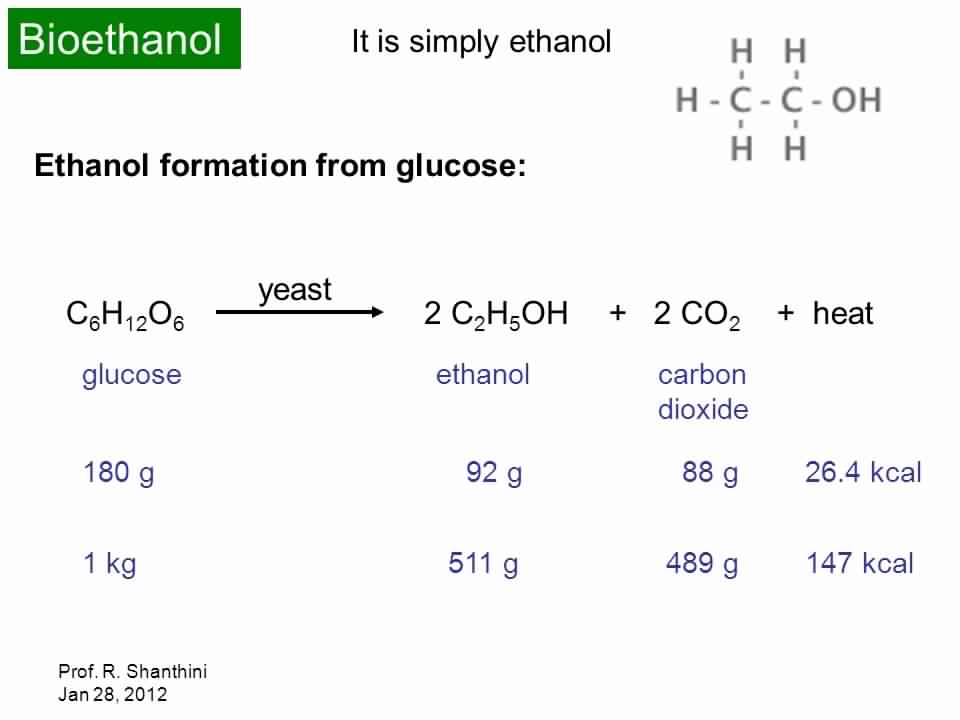 Bioethanol
It is simply ethanol
H H
H - C - C - OH
H H
Ethanol formation from glucose:
yeast
C₆H₁₂O₆ 2 C₂H₅OH + 2 CO₂ + heat
glucose ethanol carbon
dioxide
180 g 92 g 88 g 26.4 kcal
1 kg 511 g 489 g 147 kcal
Prof. R. Shanthini
Jan 28, 2012